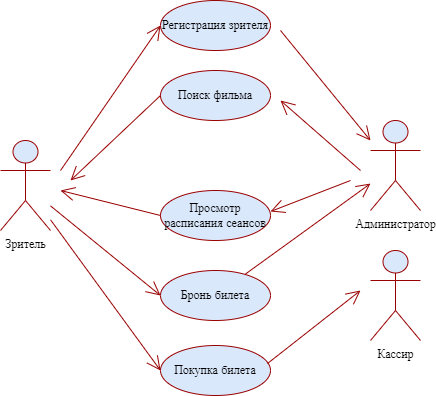 Регистрация зрителя
Поиск фильма
Зритель
Просмотр
расписания сеансов
Администратор
Бронь билета
Покупка билета
Кассир